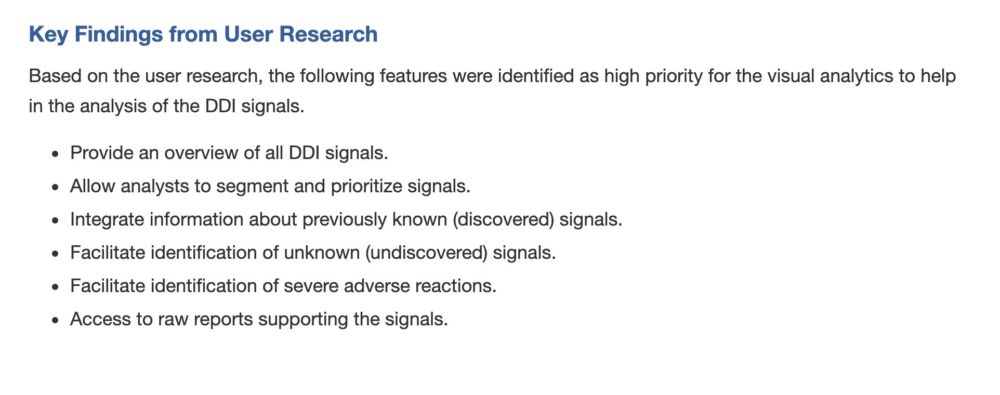 Key Findings from User Research
Based on the user research, the following features were identified as high priority for the visual analytics to help
in the analysis of the DDI signals.
• Provide an overview of all DDI signals.
• Allow analysts to segment and prioritize signals.
• Integrate information about previously known (discovered) signals.
• Facilitate identification of unknown (undiscovered) signals.
• Facilitate identification of severe adverse reactions.
• Access to raw reports supporting the signals.